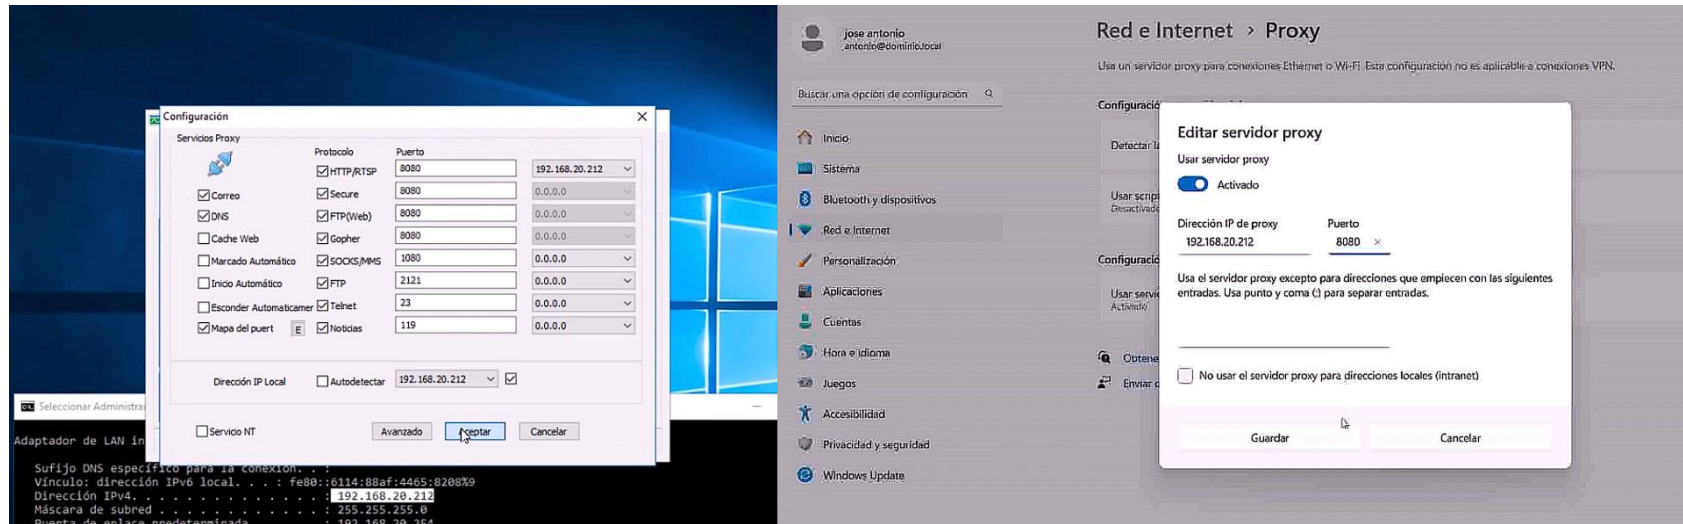 Configuración
Servicios Proxy
Protocolo Puerto
HTTP/RTSP 8080 192.168.20.212
Correo Secure 8080 0.0.0.0
DNS FTP(Web) 8080 0.0.0.0
Cache Web Gopher 8080 0.0.0.0
Marcado Automático SOCKS/MMS 1080 0.0.0.0
Inicio Automático FTP 2121 0.0.0.0
Esconder Automaticamer Telnet 23 0.0.0.0
Mapa del puert E Noticias 119 0.0.0.0
Dirección IP Local Autodetectar 192.168.20.212
Servicio NT Avanzado Aceptar Cancelar
Seleccionar Administra
Adaptador de LAN in
Sufijo DNS específico para la conexión. . :
Vínculo: dirección IPv6 local. . . : fe80::6114:88af:4465:8208%9
Dirección IPv4. . . . . . . . . . . . . . : 192.168.20.212
Máscara de subred . . . . . . . . . . . . : 255.255.255.0
Puerta de enlace predeterminada . . . . . : 192.168.20.254
jose antonio
antonio@dominio.local
Buscar una opción de configuración
Inicio
Sistema
Bluetooth y dispositivos
Red e Internet
Personalización
Aplicaciones
Cuentas
Hora e idioma
Juegos
Accesibilidad
Privacidad y seguridad
Windows Update
Red e Internet > Proxy
Usa un servidor proxy para conexiones Ethernet o Wi-Fi. Esta configuración no es aplicable a conexiones VPN.
Configuració
Detectar la
Usar scrip
Desactivado
Configuració
Usar servi
Activado
Obtene
Enviar c
Editar servidor proxy
Usar servidor proxy
Activado
Dirección IP de proxy Puerto
192.168.20.212 8080 ×
Usa el servidor proxy excepto para direcciones que empiecen con las siguientes
entradas. Usa punto y coma (;) para separar entradas.
No usar el servidor proxy para direcciones locales (intranet)
Guardar Cancelar